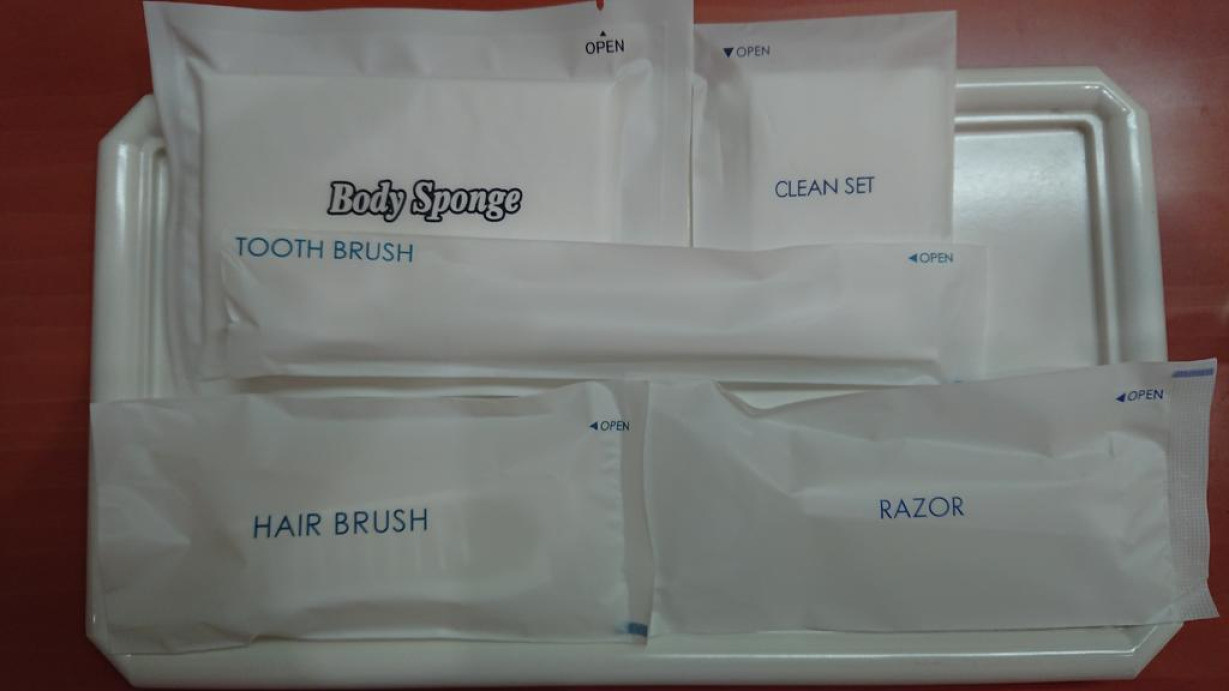 ▲
OPEN
▼OPEN
Body Sponge
CLEAN SET
TOOTH BRUSH
◀OPEN
◀OPEN
HAIR BRUSH
◀OPEN
RAZOR